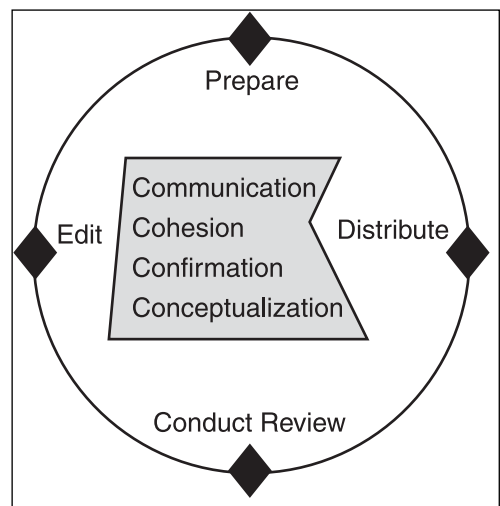 Prepare
Communication
Edit
Cohesion
Distribute
Confirmation
Conceptualization
Conduct Review